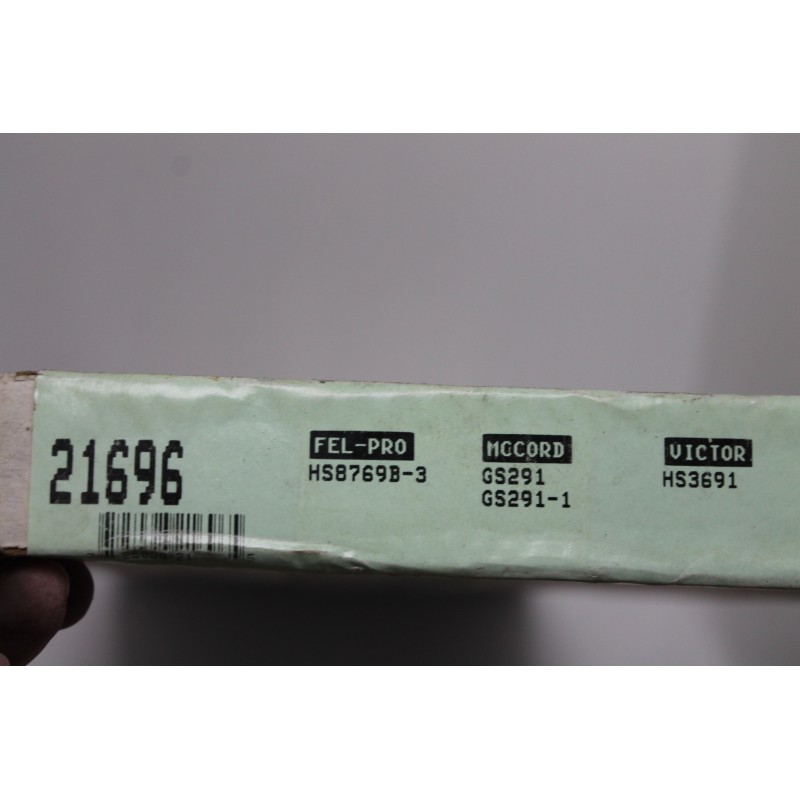 21696
FEL-PRO
HS8769B-3
MCCORD
GS291
GS291-1
VICTOR
HS3691